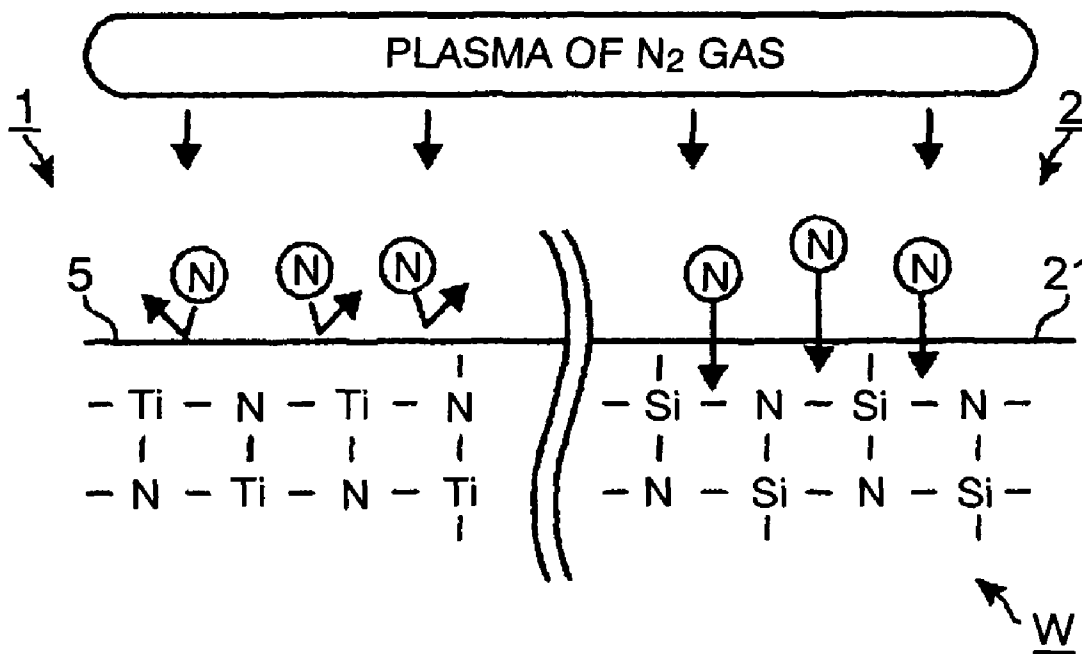 PLASMA OF N2 GAS
1 2
N N N N N N
5 21
– Ti – N – Ti – N – Si – N – Si – N –
– N – Ti – N – Ti – N – Si – N – Si –
W